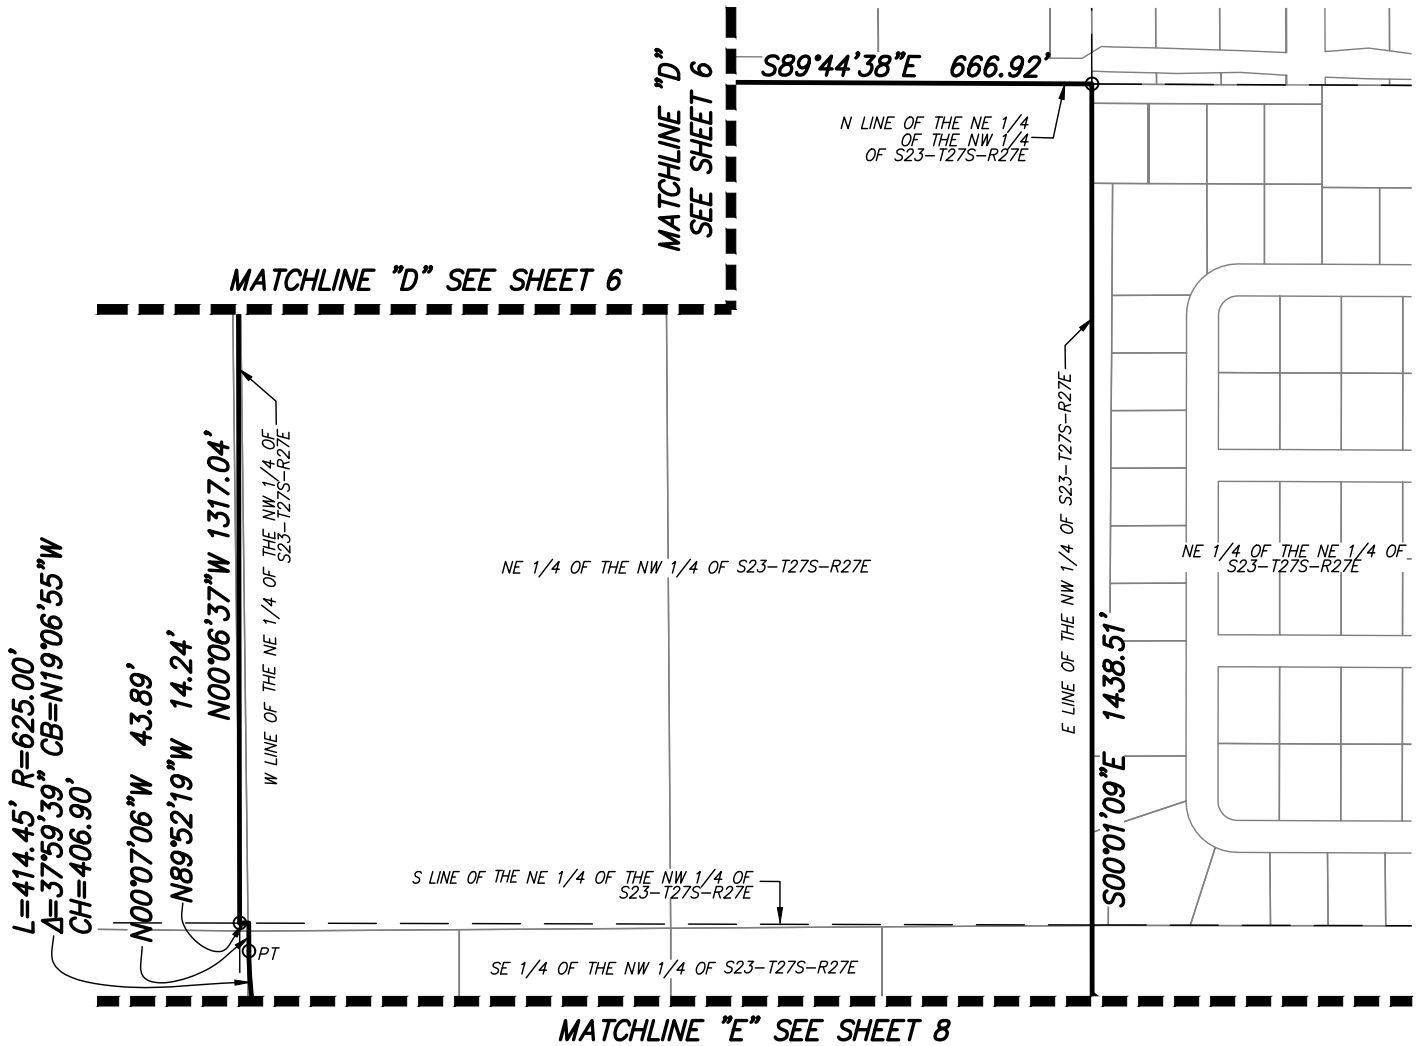 S89°44'38"E 666.92'
MATCHLINE "D"
SEE SHEET 6
N LINE OF THE NE 1/4
OF THE NW 1/4
OF S23-T27S-R27E
MATCHLINE "D" SEE SHEET 6
W LINE OF THE NE 1/4 OF THE NW 1/4 OF
S23-T27S-R27E
N00°06'37"W 1317.04'
E LINE OF THE NW 1/4 OF S23-T27S-R27E
NE 1/4 OF THE NW 1/4 OF S23-T27S-R27E
NE 1/4 OF THE NE 1/4 OF
S23-T27S-R27E
S00°01'09"E 1438.51'
L=414.45' R=625.00'
Δ=37°59'39" CB=N19°06'55"W
CH=406.90'
N00°07'06"W 43.89'
N89°52'19"W 14.24'
S LINE OF THE NE 1/4 OF THE NW 1/4 OF
S23-T27S-R27E
PT
SE 1/4 OF THE NW 1/4 OF S23-T27S-R27E
MATCHLINE "E" SEE SHEET 8